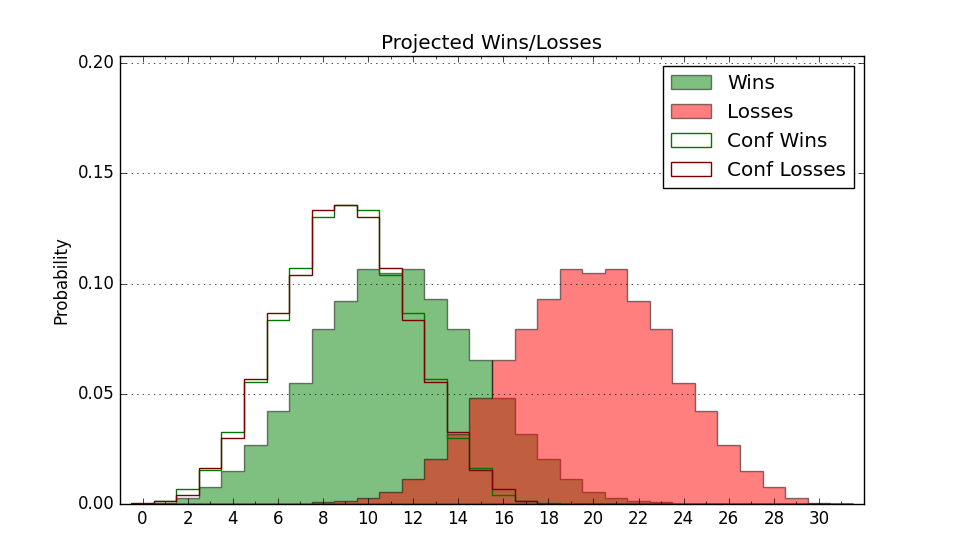 Projected Wins/Losses
Wins
Losses
Conf Wins
Conf Losses
Probability
0.20
0.15
0.10
0.05
0.00
0 2 4 6 8 10 12 14 16 18 20 22 24 26 28 30